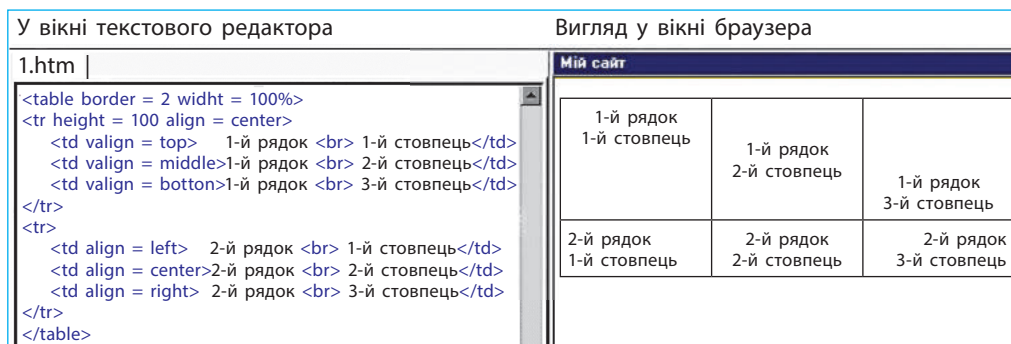 У вікні текстового редактора
1.htm |
<table border = 2 widht = 100%>
<tr height = 100 align = center>
<td valign = top> 1-й рядок <br> 1-й стовпець</td>
<td valign = middle>1-й рядок <br> 2-й стовпець</td>
<td valign = botton>1-й рядок <br> 3-й стовпець</td>
</tr>
<tr>
<td align = left> 2-й рядок <br> 1-й стовпець</td>
<td align = center>2-й рядок <br> 2-й стовпець</td>
<td align = right> 2-й рядок <br> 3-й стовпець</td>
</tr>
</table>
Вигляд у вікні браузера
Мій сайт
1-й рядок
1-й стовпець
1-й рядок
2-й стовпець
1-й рядок
3-й стовпець
2-й рядок
1-й стовпець
2-й рядок
2-й стовпець
2-й рядок
3-й стовпець